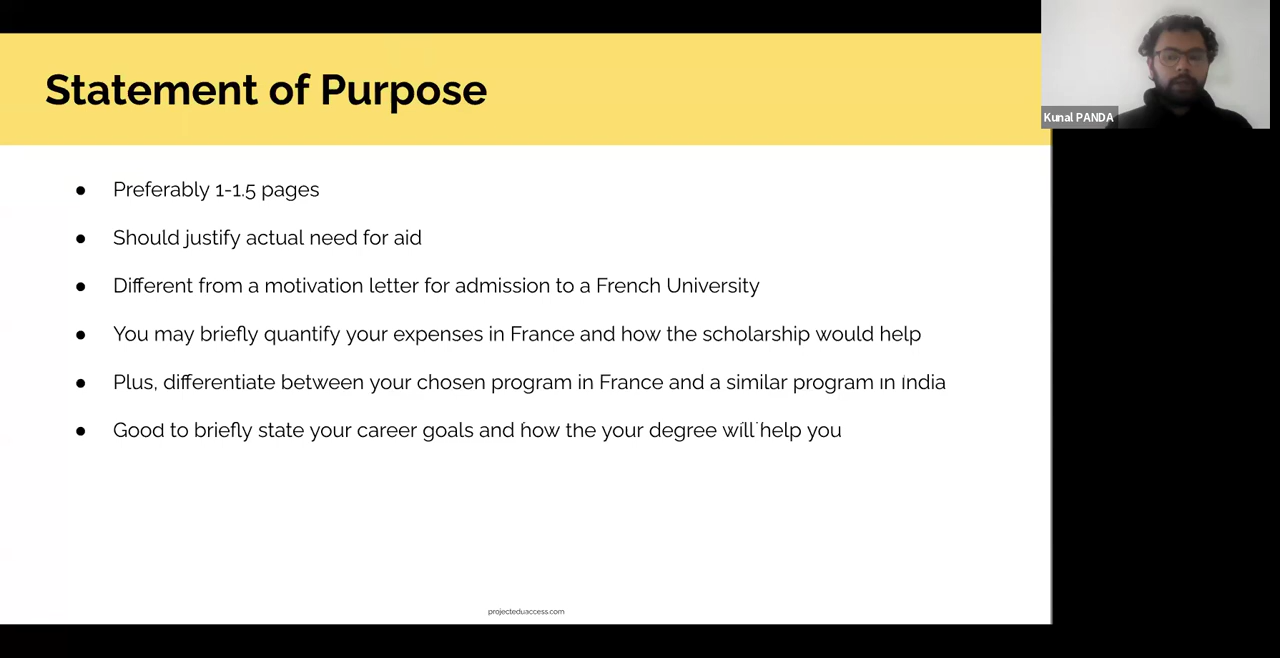 Statement of Purpose
Kunal PANDA
● Preferably 1-1.5 pages
● Should justify actual need for aid
● Different from a motivation letter for admission to a French University
● You may briefly quantify your expenses in France and how the scholarship would help
● Plus, differentiate between your chosen program in France and a similar program in India
● Good to briefly state your career goals and how the your degree will help you
projecteduaccess.com